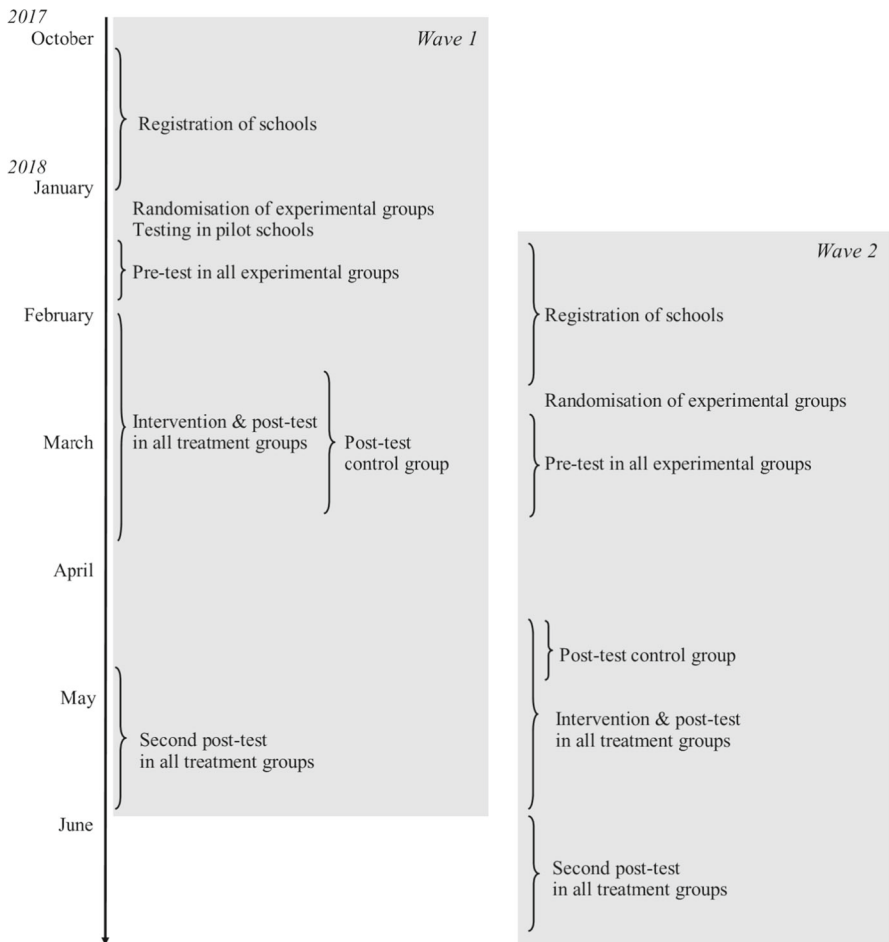 2017
October
2018
January
February
March
April
May
June
Wave 1
Registration of schools
Randomisation of experimental groups
Testing in pilot schools
Pre-test in all experimental groups
Intervention & post-test
in all treatment groups
Post-test
control group
Second post-test
in all treatment groups
Wave 2
Registration of schools
Randomisation of experimental groups
Pre-test in all experimental groups
Post-test control group
Intervention & post-test
in all treatment groups
Second post-test
in all treatment groups